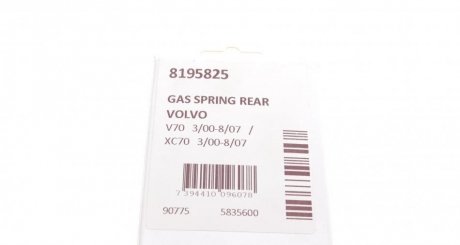 8195825
GAS SPRING REAR
VOLVO
V70 3/00-8/07 /
XC70 3/00-8/07
7 394410 096078
90775 5835600